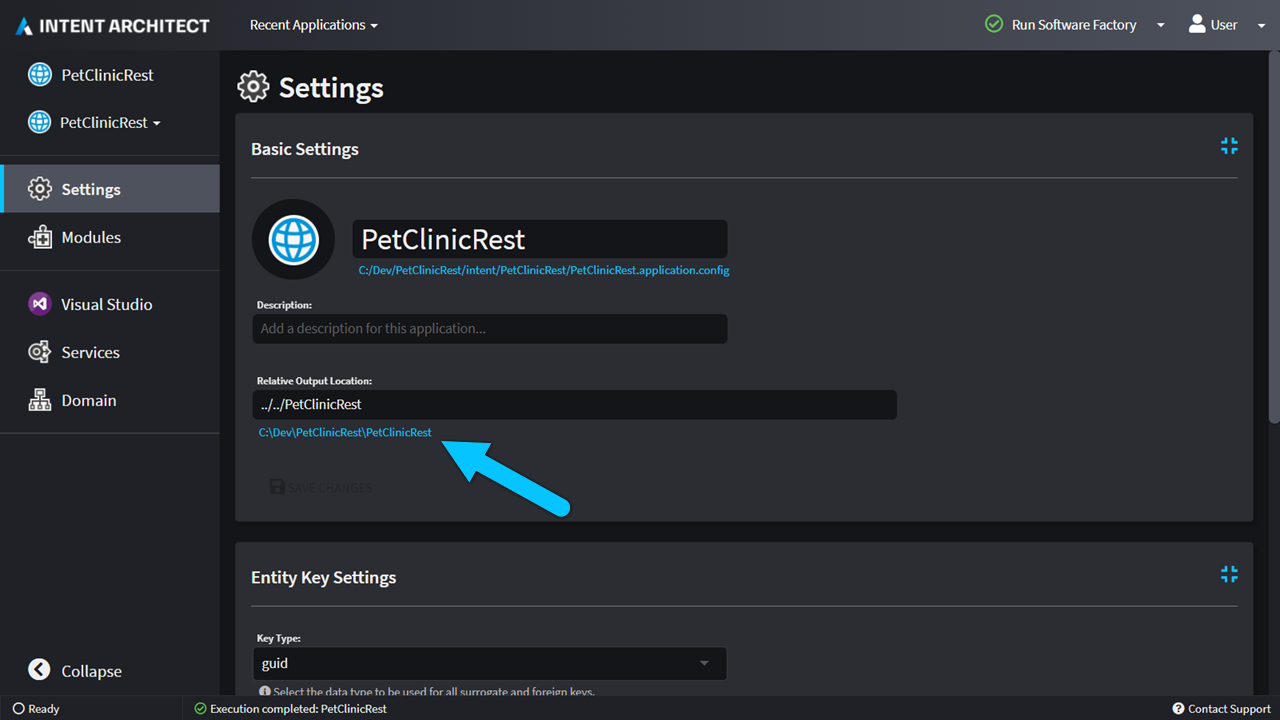 INTENT ARCHITECT
Recent Applications
Run Software Factory
User
PetClinicRest
PetClinicRest
Settings
Modules
Visual Studio
Services
Domain
Collapse
Settings
Basic Settings
PetClinicRest
C:/Dev/PetClinicRest/intent/PetClinicRest/PetClinicRest.application.config
Description:
Add a description for this application...
Relative Output Location:
../../PetClinicRest
C:\Dev\PetClinicRest\PetClinicRest
SAVE CHANGES
Entity Key Settings
Key Type:
guid
Select the data type to be used for all surrogate and foreign keys.
Ready
Execution completed: PetClinicRest
Contact Support